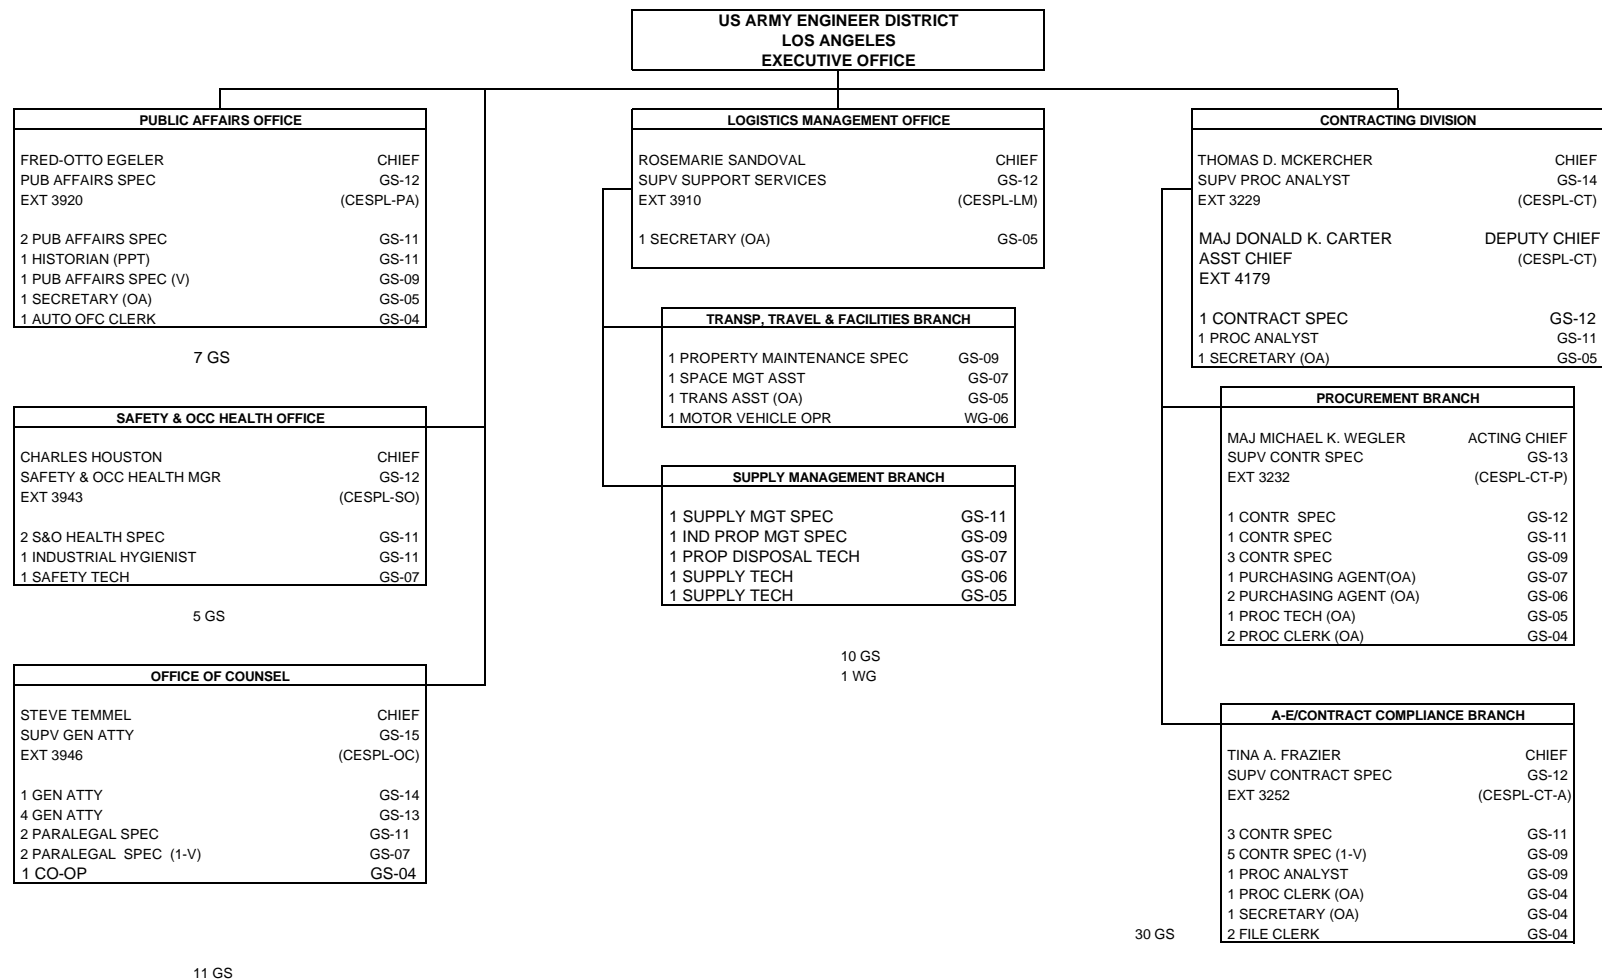 US ARMY ENGINEER DISTRICT
LOS ANGELES
EXECUTIVE OFFICE
PUBLIC AFFAIRS OFFICE
FRED-OTTO EGELER CHIEF
PUB AFFAIRS SPEC GS-12
EXT 3920 (CESPL-PA)
2 PUB AFFAIRS SPEC GS-11
1 HISTORIAN (PPT) GS-11
1 PUB AFFAIRS SPEC (V) GS-09
1 SECRETARY (OA) GS-05
1 AUTO OFC CLERK GS-04
7 GS
SAFETY & OCC HEALTH OFFICE
CHARLES HOUSTON CHIEF
SAFETY & OCC HEALTH MGR GS-12
EXT 3943 (CESPL-SO)
2 S&O HEALTH SPEC GS-11
1 INDUSTRIAL HYGIENIST GS-11
1 SAFETY TECH GS-07
5 GS
OFFICE OF COUNSEL
STEVE TEMMEL CHIEF
SUPV GEN ATTY GS-15
EXT 3946 (CESPL-OC)
1 GEN ATTY GS-14
4 GEN ATTY GS-13
2 PARALEGAL SPEC GS-11
2 PARALEGAL SPEC (1-V) GS-07
1 CO-OP GS-04
11 GS
LOGISTICS MANAGEMENT OFFICE
ROSEMARIE SANDOVAL CHIEF
SUPV SUPPORT SERVICES GS-12
EXT 3910 (CESPL-LM)
1 SECRETARY (OA) GS-05
TRANSP, TRAVEL & FACILITIES BRANCH
1 PROPERTY MAINTENANCE SPEC GS-09
1 SPACE MGT ASST GS-07
1 TRANS ASST (OA) GS-05
1 MOTOR VEHICLE OPR WG-06
SUPPLY MANAGEMENT BRANCH
1 SUPPLY MGT SPEC GS-11
1 IND PROP MGT SPEC GS-09
1 PROP DISPOSAL TECH GS-07
1 SUPPLY TECH GS-06
1 SUPPLY TECH GS-05
10 GS
1 WG
CONTRACTING DIVISION
THOMAS D. MCKERCHER CHIEF
SUPV PROC ANALYST GS-14
EXT 3229 (CESPL-CT)
MAJ DONALD K. CARTER DEPUTY CHIEF
ASST CHIEF (CESPL-CT)
EXT 4179
1 CONTRACT SPEC GS-12
1 PROC ANALYST GS-11
1 SECRETARY (OA) GS-05
PROCUREMENT BRANCH
MAJ MICHAEL K. WEGLER ACTING CHIEF
SUPV CONTR SPEC GS-13
EXT 3232 (CESPL-CT-P)
1 CONTR SPEC GS-12
1 CONTR SPEC GS-11
3 CONTR SPEC GS-09
1 PURCHASING AGENT(OA) GS-07
2 PURCHASING AGENT (OA) GS-06
1 PROC TECH (OA) GS-05
2 PROC CLERK (OA) GS-04
A-E/CONTRACT COMPLIANCE BRANCH
TINA A. FRAZIER CHIEF
SUPV CONTRACT SPEC GS-12
EXT 3252 (CESPL-CT-A)
3 CONTR SPEC GS-11
5 CONTR SPEC (1-V) GS-09
1 PROC ANALYST GS-09
1 PROC CLERK (OA) GS-04
1 SECRETARY (OA) GS-04
2 FILE CLERK GS-04
30 GS